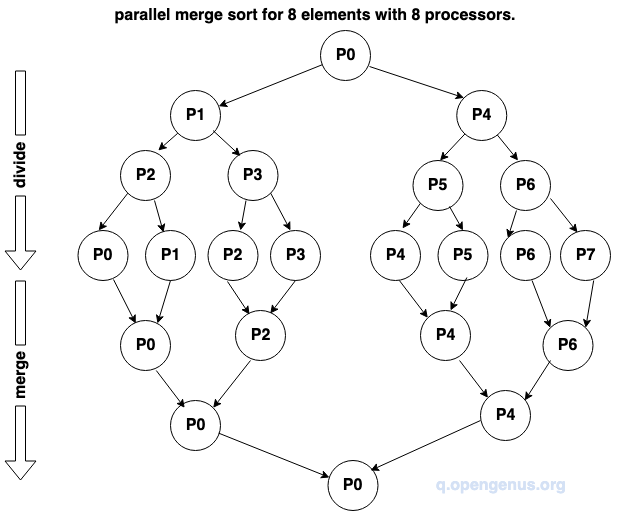 parallel merge sort for 8 elements with 8 processors.
P0
P1
P4
divide
P2
P3
P5
P6
P0
P1
P2
P3
P4
P5
P6
P7
merge
P0
P2
P4
P6
P0
P4
P0
q.opengenus.org